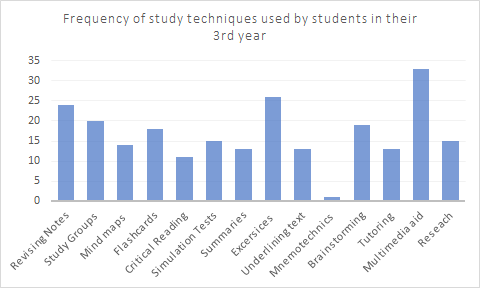 Frequency of study techniques used by students in their
3rd year
35
30
25
20
15
10
5
0
Revising Notes
Study Groups
Mind maps
Flashcards
Critical Reading
Simulation Tests
Summaries
Excersices
Underlining text
Mnemotechnics
Brainstorming
Tutoring
Multimedia aid
Reseach